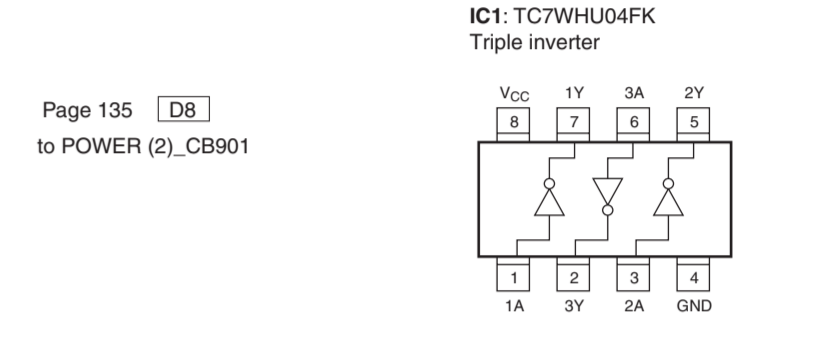 IC1: TC7WHU04FK
Triple inverter
Page 135 D8
to POWER (2)_CB901
VCC 1Y 3A 2Y
8 7 6 5
1 2 3 4
1A 3Y 2A GND